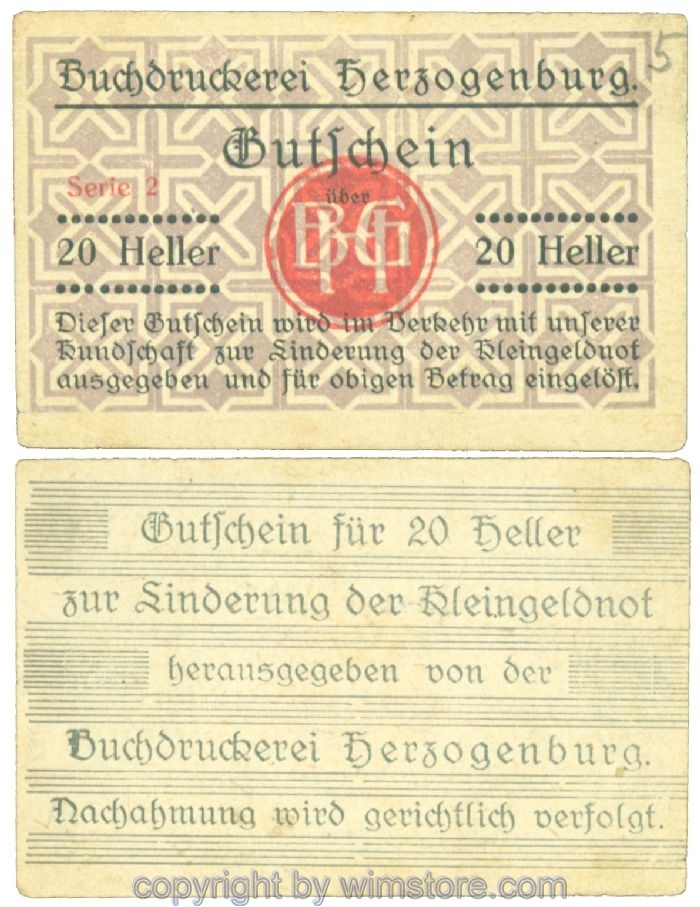 5
Buchdruckerei Herzogenburg.
Gutſchein
Serie 2
über
BHG
20 Heller 20 Heller
Dieſer Gutſchein wird im Verkehr mit unſerer
Kundſchaft zur Linderung der Kleingeldnot
ausgegeben und für obigen Betrag eingelöſt.
Gutſchein für 20 Heller
zur Linderung der Kleingeldnot
herausgegeben von der
Buchdruckerei Herzogenburg.
Nachahmung wird gerichtlich verfolgt.
copyright by wimstore.com